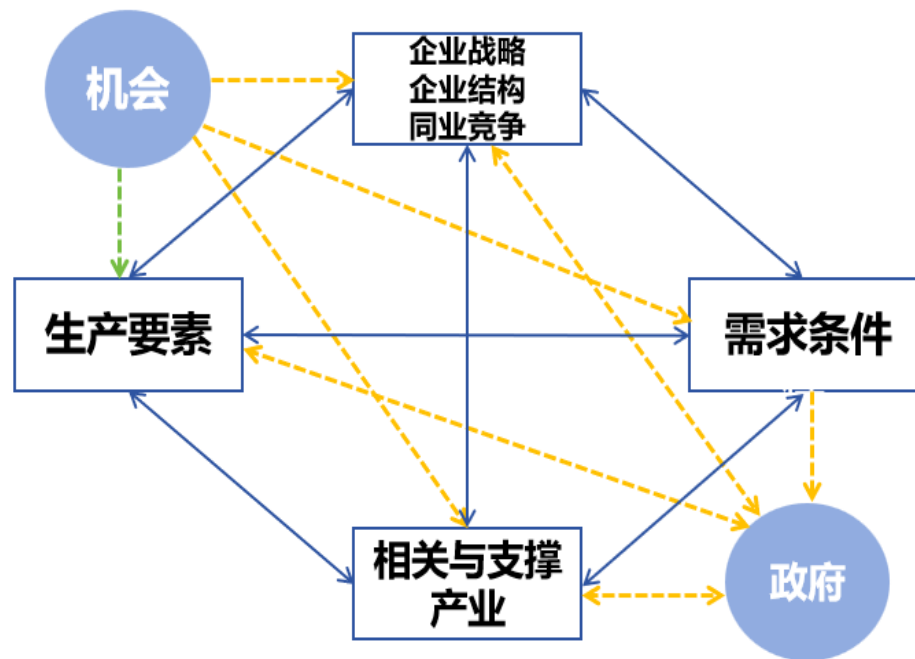 机会
企业战略
企业结构
同业竞争
生产要素
需求条件
相关与支撑
产业
政府